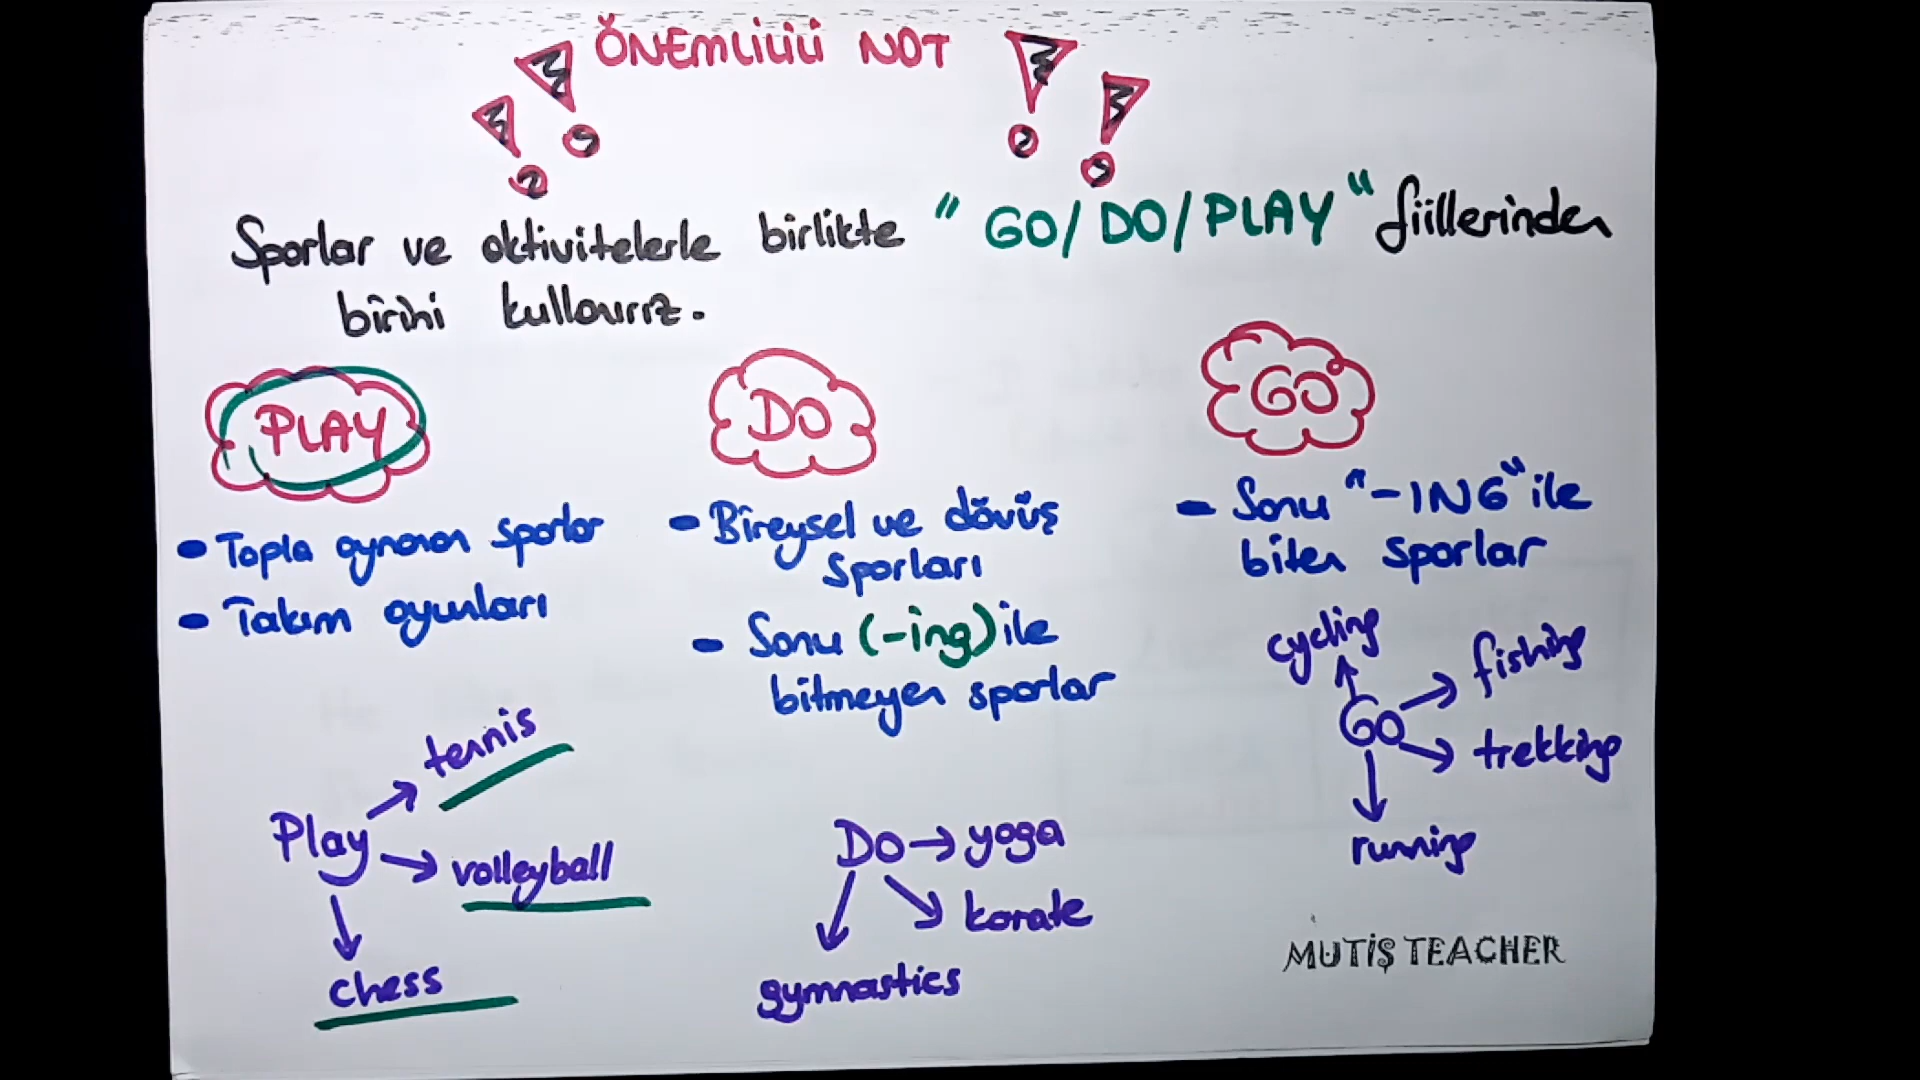 ÖNEMLİÜÜ NOT
Sporlar ve aktivitelerle birlikte "GO/DO/PLAY" fiillerinden
birini kullanırız.
PLAY
• Topla oynanan sporlar
• Takım oyunları
Play
tennis
volleyball
chess
DO
- Bireysel ve dövüş
sporları
- Sonu (-ing) ile
bitmeyen sporlar
Do → yoga
karate
gymnastics
GO
- Sonu "-ING" ile
biten sporlar
cycling
fishing
GO
trekking
running
MUTİŞ TEACHER